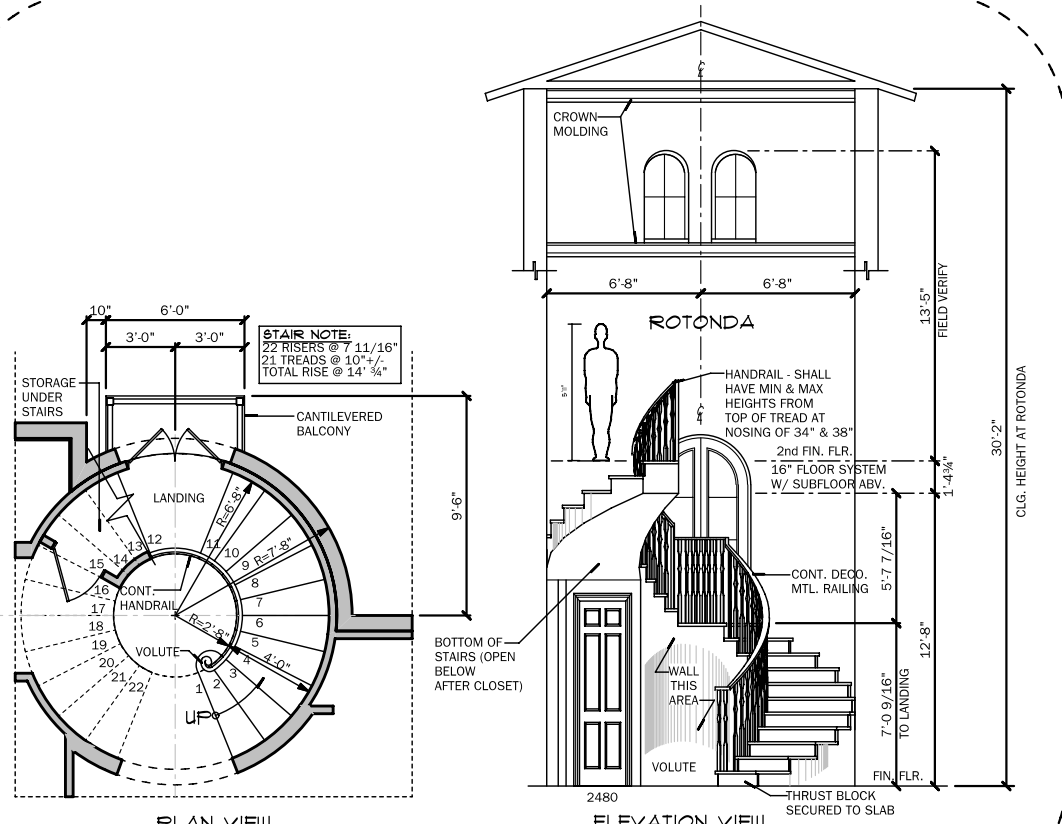 10"
6'-0"
3'-0"
3'-0"
STAIR NOTE:
22 RISERS @ 7 11/16"
21 TREADS @ 10"+/-
TOTAL RISE @ 14' ¾"
STORAGE
UNDER
STAIRS
CANTILEVERED
BALCONY
LANDING
R=6'-8"
R=7'-8"
9'-6"
12
11
10
9
8
7
6
5
4
3
2
1
13
14
15
16
17
18
19
20
21
22
CONT.
HANDRAIL
R=2'-8"
4'-0"
VOLUTE
UP
PLAN VIEW
CL
CROWN
MOLDING
6'-8"
6'-8"
ROTONDA
13'-5"
FIELD VERIFY
30'-2"
CLG. HEIGHT AT ROTONDA
HANDRAIL - SHALL
HAVE MIN & MAX
HEIGHTS FROM
TOP OF TREAD AT
NOSING OF 34" & 38"
CL
2nd FIN. FLR.
16" FLOOR SYSTEM
W/ SUBFLOOR ABV.
1'-4¾"
5'-7 7/16"
CONT. DECO.
MTL. RAILING
12'-8"
7'-0 9/16"
TO LANDING
BOTTOM OF
STAIRS (OPEN
BELOW
AFTER CLOSET)
WALL
THIS
AREA
VOLUTE
FIN. FLR.
2480
THRUST BLOCK
SECURED TO SLAB
ELEVATION VIEW